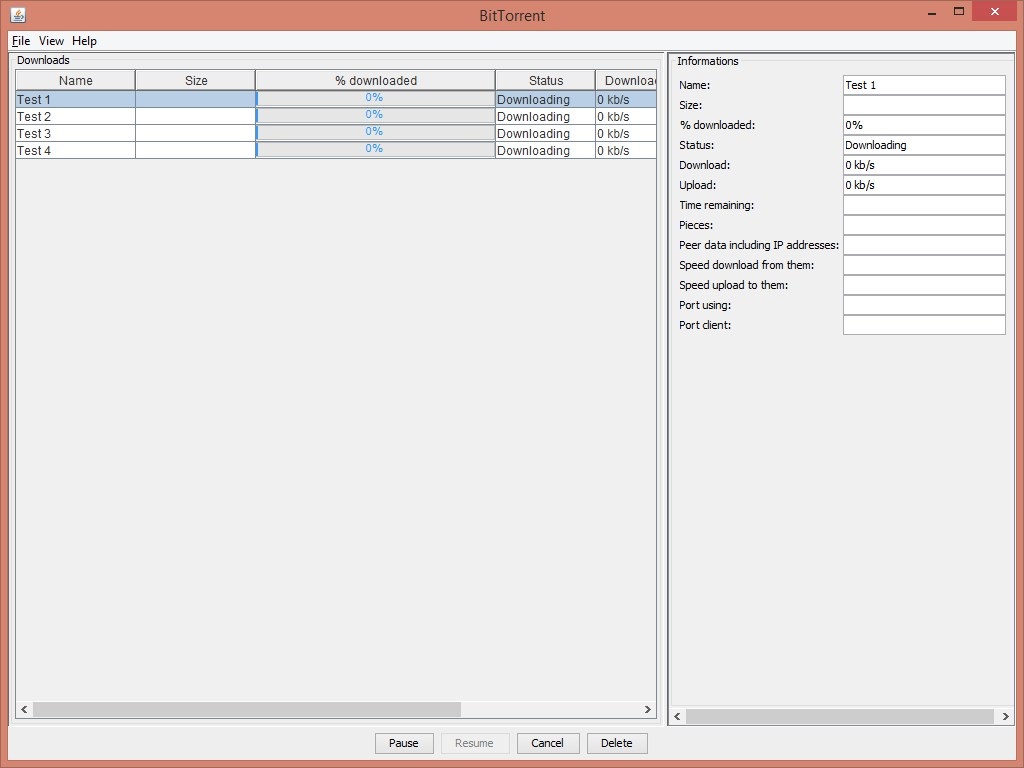 BitTorrent
File View Help
Downloads
Name Size % downloaded Status Downloa
Test 1 0% Downloading 0 kb/s
Test 2 0% Downloading 0 kb/s
Test 3 0% Downloading 0 kb/s
Test 4 0% Downloading 0 kb/s
Informations
Name: Test 1
Size:
% downloaded: 0%
Status: Downloading
Download: 0 kb/s
Upload: 0 kb/s
Time remaining:
Pieces:
Peer data including IP addresses:
Speed download from them:
Speed upload to them:
Port using:
Port client:
Pause Resume Cancel Delete